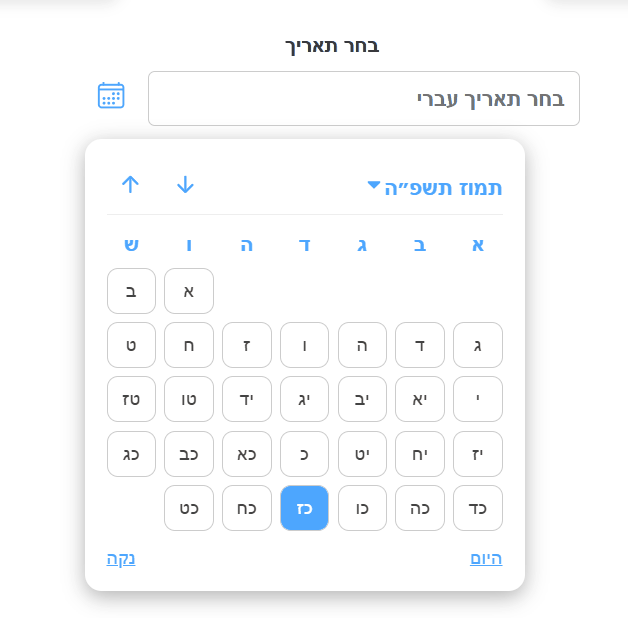 בחר תאריך
בחר תאריך עברי
תמוז תשפ״ה
א ב ג ד ה ו ש
א ב
ג ד ה ו ז ח ט
י יא יב יג יד טו טז
יז יח יט כ כא כב כג
כד כה כו כז כח כט
היום נקה